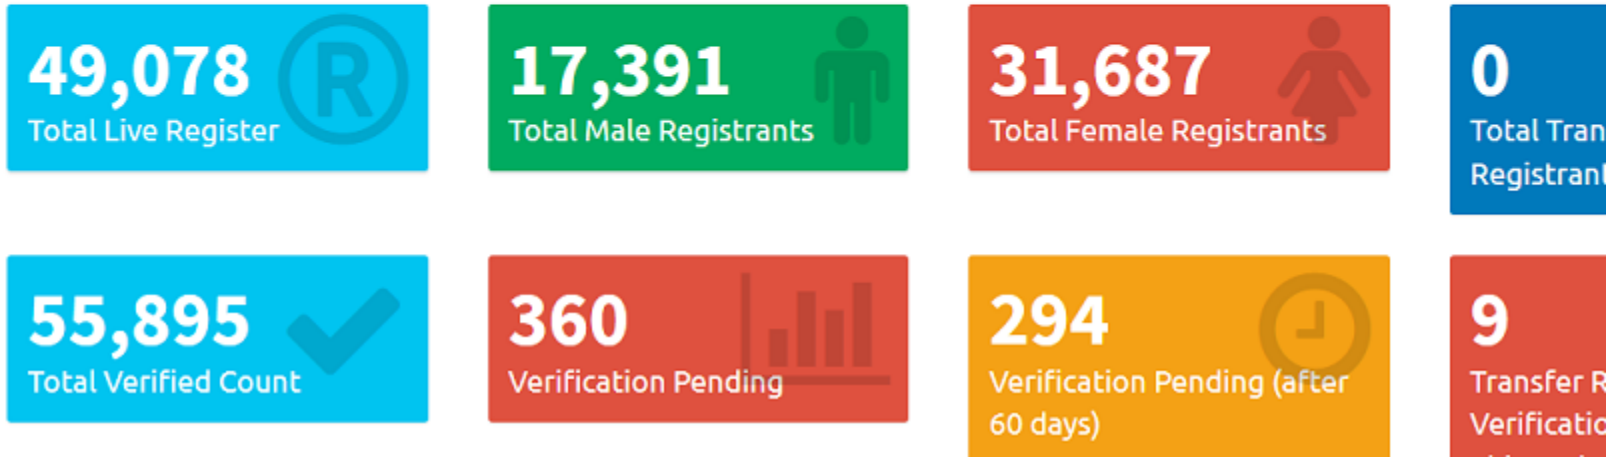 49,078
Total Live Register
17,391
Total Male Registrants
31,687
Total Female Registrants
0
Total
55,895
Total Verified Count
360
Verification Pending
294
Verification Pending (after
60 days)
9
Transfer